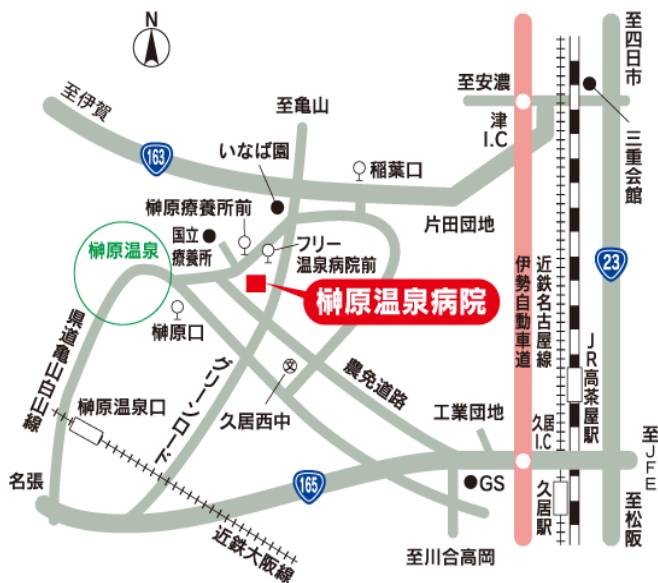 N
至伊賀
163
至亀山
いなば園
稲葉口
至安濃
津
I.C
至四日市
三重会館
榊原療養所前
国立
療養所
フリー
温泉病院前
片田団地
榊原温泉
榊原温泉病院
伊勢自動車道
近鉄名古屋線
23
榊原口
県道亀山白山線
グリーンロード
久居西中
文
農免道路
JR高茶屋駅
榊原温泉口
工業団地
久居
I.C
至JFE
名張
165
GS
久居駅
至松阪
近鉄大阪線
至川合高岡